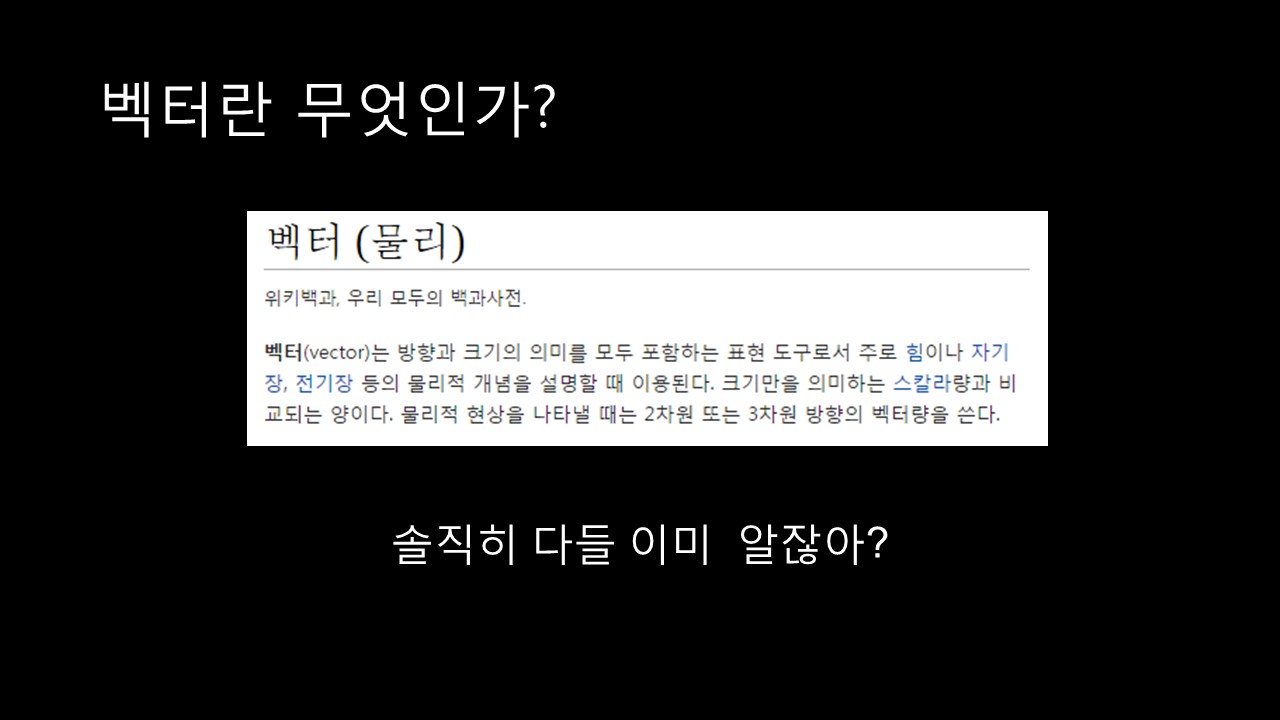 벡터란 무엇인가?
벡터 (물리)
위키백과, 우리 모두의 백과사전.
벡터(vector)는 방향과 크기의 의미를 모두 포함하는 표현 도구로서 주로 힘이나 자기
장, 전기장 등의 물리적 개념을 설명할 때 이용된다. 크기만을 의미하는 스칼라량과 비
교되는 양이다. 물리적 현상을 나타낼 때는 2차원 또는 3차원 방향의 벡터량을 쓴다.
솔직히 다들 이미 알잖아?